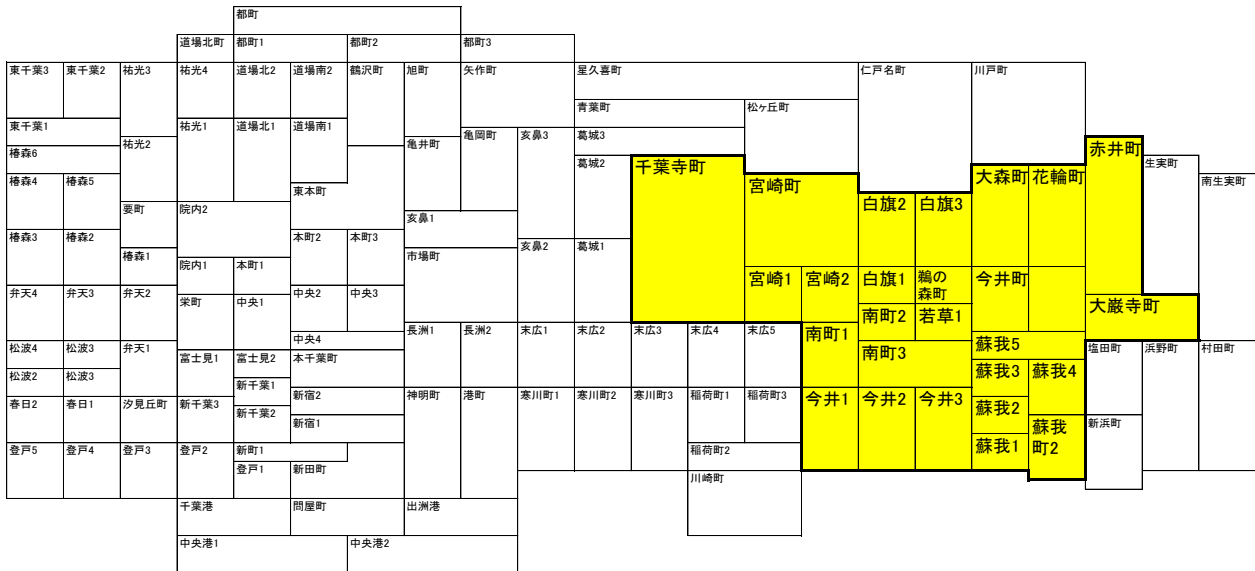 都町
道場北町 都町1 都町2 都町3
東千葉3 東千葉2 祐光3 祐光4 道場北2 道場南2 鶴沢町 旭町 矢作町 星久喜町 仁戸名町 川戸町
青葉町 松ヶ丘町
東千葉1 祐光1 道場北1 道場南1 亀岡町 亥鼻3 葛城3
祐光2 亀井町 赤井町
椿森6 葛城2 千葉寺町 生実町
椿森4 椿森5 宮崎町 大森町 花輪町 南生実町
東本町 白旗2 白旗3
要町 院内2 亥鼻1
椿森3 椿森2 本町2 本町3 亥鼻2 葛城1
椿森1 市場町
院内1 本町1 宮崎1 宮崎2 白旗1 鵜の
森町 今井町
弁天4 弁天3 弁天2 中央2 中央3
栄町 中央1 大巌寺町
南町2 若草1
長洲1 長洲2 末広1 末広2 末広3 末広4 末広5 南町1
中央4
松波4 松波3 弁天1 南町3 蘇我5 塩田町 浜野町 村田町
富士見1 富士見2 本千葉町
蘇我3 蘇我4
松波2 松波3 新千葉1
新宿2 神明町 港町 寒川町1 寒川町2 寒川町3 稲荷町1 稲荷町3 今井1 今井2 今井3
春日2 春日1 汐見丘町 新千葉3 蘇我2
新千葉2
新宿1 蘇我
町2 新浜町
蘇我1
登戸5 登戸4 登戸3 登戸2 新町1 稲荷町2
登戸1 新田町
川崎町
千葉港 問屋町 出洲港
中央港1 中央港2